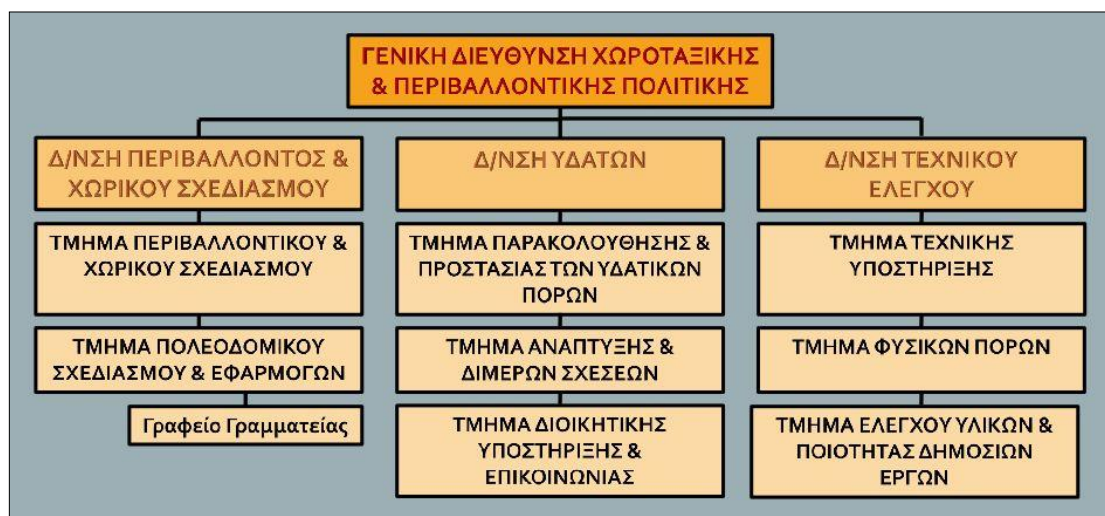 ΓΕΝΙΚΗ ΔΙΕΥΘΥΝΣΗ ΧΩΡΟΤΑΞΙΚΗΣ
& ΠΕΡΙΒΑΛΛΟΝΤΙΚΗΣ ΠΟΛΙΤΙΚΗΣ
Δ/ΝΣΗ ΠΕΡΙΒΑΛΛΟΝΤΟΣ &
ΧΩΡΙΚΟΥ ΣΧΕΔΙΑΣΜΟΥ
ΤΜΗΜΑ ΠΕΡΙΒΑΛΛΟΝΤΙΚΟΥ &
ΧΩΡΙΚΟΥ ΣΧΕΔΙΑΣΜΟΥ
ΤΜΗΜΑ ΠΟΛΕΟΔΟΜΙΚΟΥ
ΣΧΕΔΙΑΣΜΟΥ & ΕΦΑΡΜΟΓΩΝ
Γραφείο Γραμματείας
Δ/ΝΣΗ ΥΔΑΤΩΝ
ΤΜΗΜΑ ΠΑΡΑΚΟΛΟΥΘΗΣΗΣ &
ΠΡΟΣΤΑΣΙΑΣ ΤΩΝ ΥΔΑΤΙΚΩΝ
ΠΟΡΩΝ
ΤΜΗΜΑ ΑΝΑΠΤΥΞΗΣ &
ΔΙΜΕΡΩΝ ΣΧΕΣΕΩΝ
ΤΜΗΜΑ ΔΙΟΙΚΗΤΙΚΗΣ
ΥΠΟΣΤΗΡΙΞΗΣ &
ΕΠΙΚΟΙΝΩΝΙΑΣ
Δ/ΝΣΗ ΤΕΧΝΙΚΟΥ
ΕΛΕΓΧΟΥ
ΤΜΗΜΑ ΤΕΧΝΙΚΗΣ
ΥΠΟΣΤΗΡΙΞΗΣ
ΤΜΗΜΑ ΦΥΣΙΚΩΝ ΠΟΡΩΝ
ΤΜΗΜΑ ΕΛΕΓΧΟΥ ΥΛΙΚΩΝ &
ΠΟΙΟΤΗΤΑΣ ΔΗΜΟΣΙΩΝ
ΕΡΓΩΝ